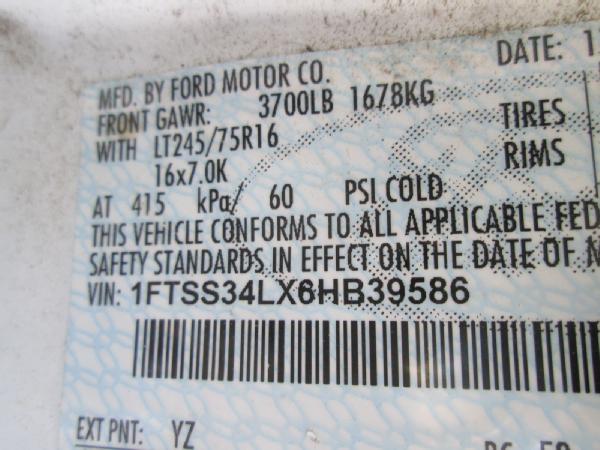 DATE:
MFD. BY FORD MOTOR CO.
FRONT GAWR: 3700LB 1678KG
WITH LT245/75R16 TIRES
16x7.0K RIMS
AT 415 kPa/ 60 PSI COLD
THIS VEHICLE CONFORMS TO ALL APPLICABLE FED
SAFETY STANDARDS IN EFFECT ON THE DATE OF M
VIN: 1FTSS34LX6HB39586
EXT PNT: YZ